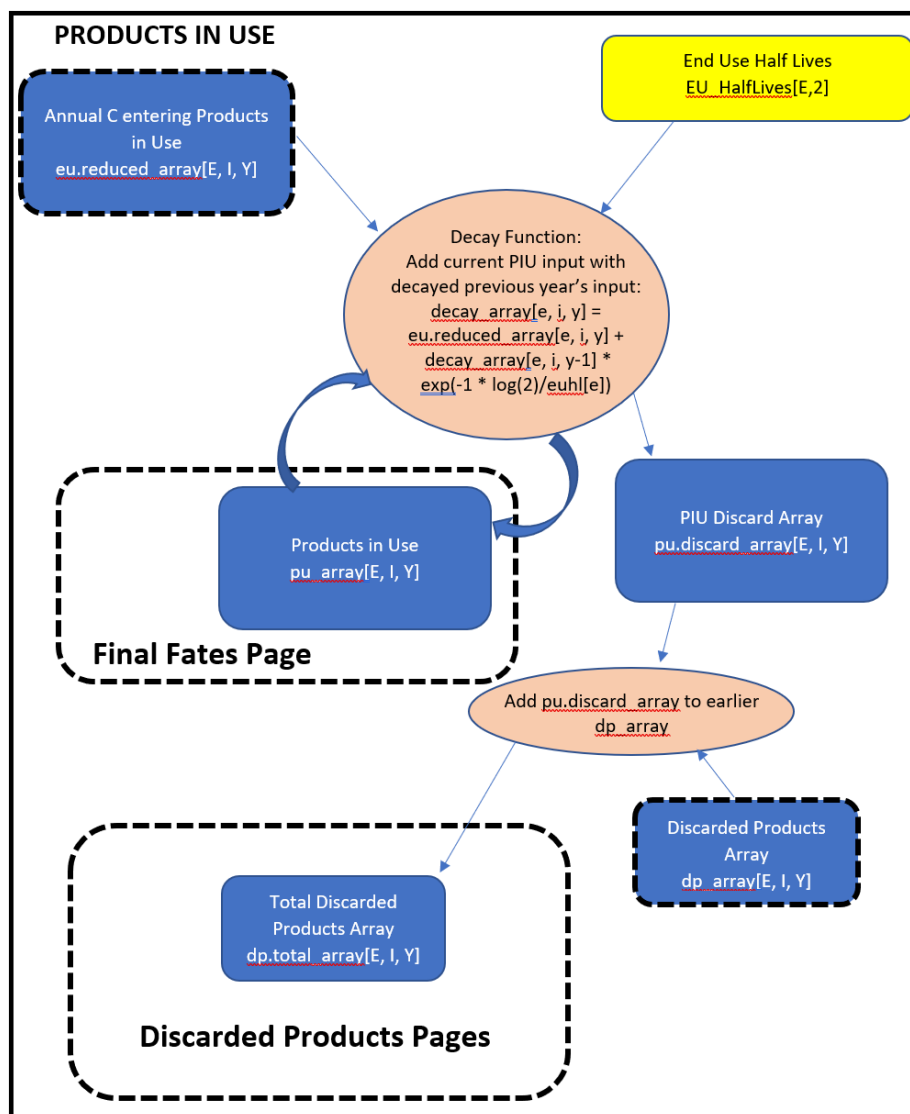 PRODUCTS IN USE
End Use Half Lives
EU_HalfLives[E,2]
Annual C entering Products
in Use
eu.reduced_array[E, I, Y]
Decay Function:
Add current PIU input with
decayed previous year's input:
decay_array[e, i, y] =
eu.reduced_array[e, i, y] +
decay_array[e, i, y-1] *
exp(-1 * log(2)/euhl[e])
Products in Use
pu_array[E, I, Y]
Final Fates Page
PIU Discard Array
pu.discard_array[E, I, Y]
Add pu.discard_array to earlier
dp_array
Discarded Products
Array
dp_array[E, I, Y]
Total Discarded
Products Array
dp.total_array[E, I, Y]
Discarded Products Pages